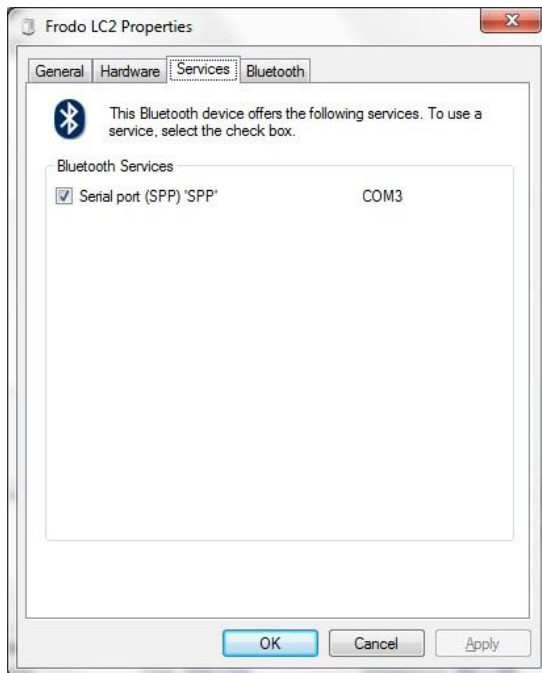 Frodo LC2 Properties
General Hardware Services Bluetooth
This Bluetooth device offers the following services. To use a
service, select the check box.
Bluetooth Services
Serial port (SPP) 'SPP' COM3
OK Cancel Apply